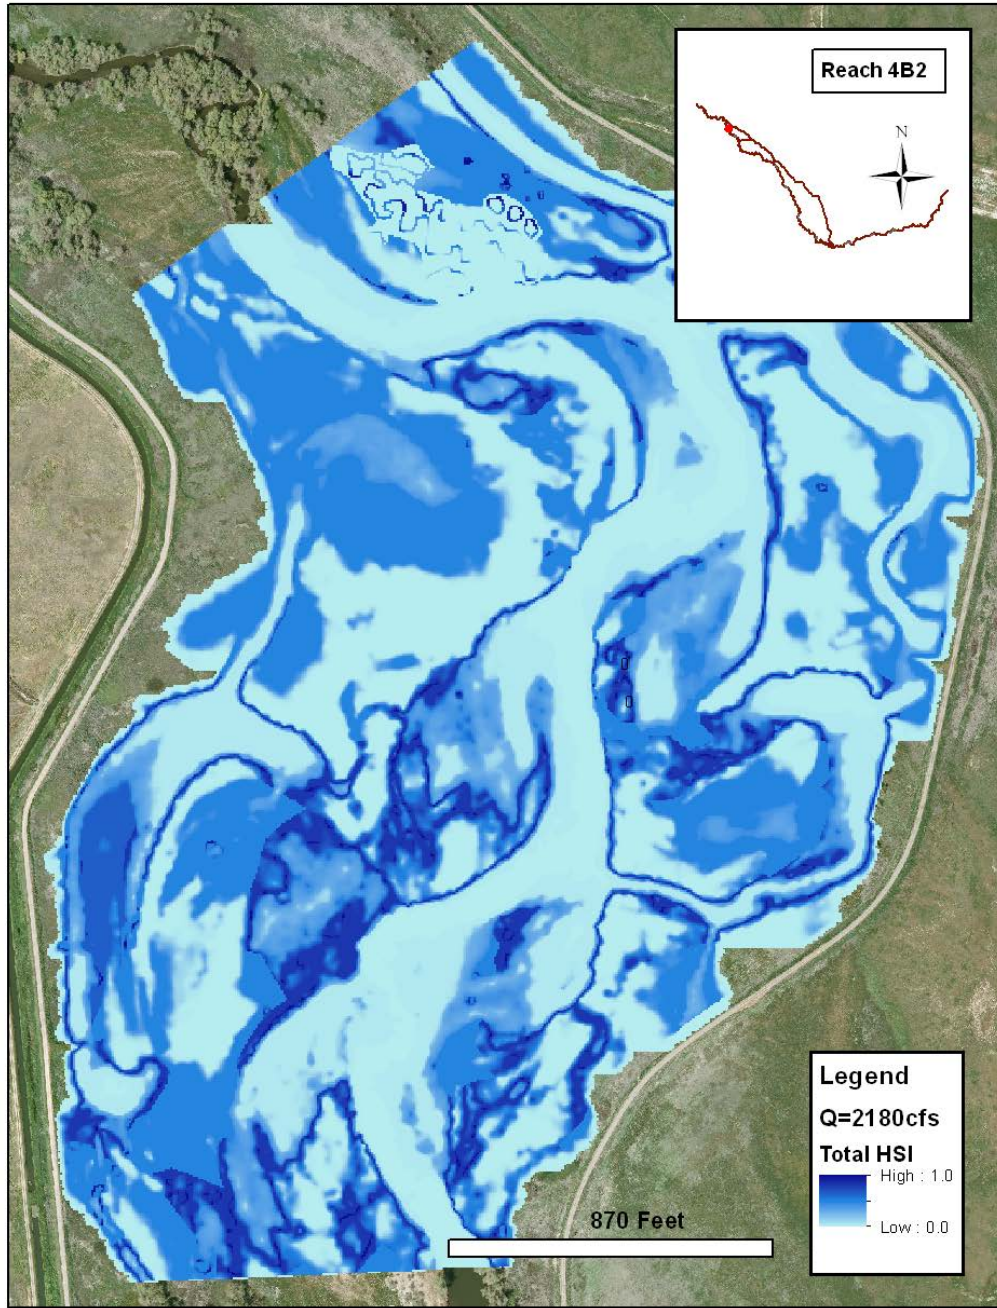 Reach 4B2
N
Legend
Q=2180cfs
Total HSI
High : 1.0
Low : 0.0
870 Feet